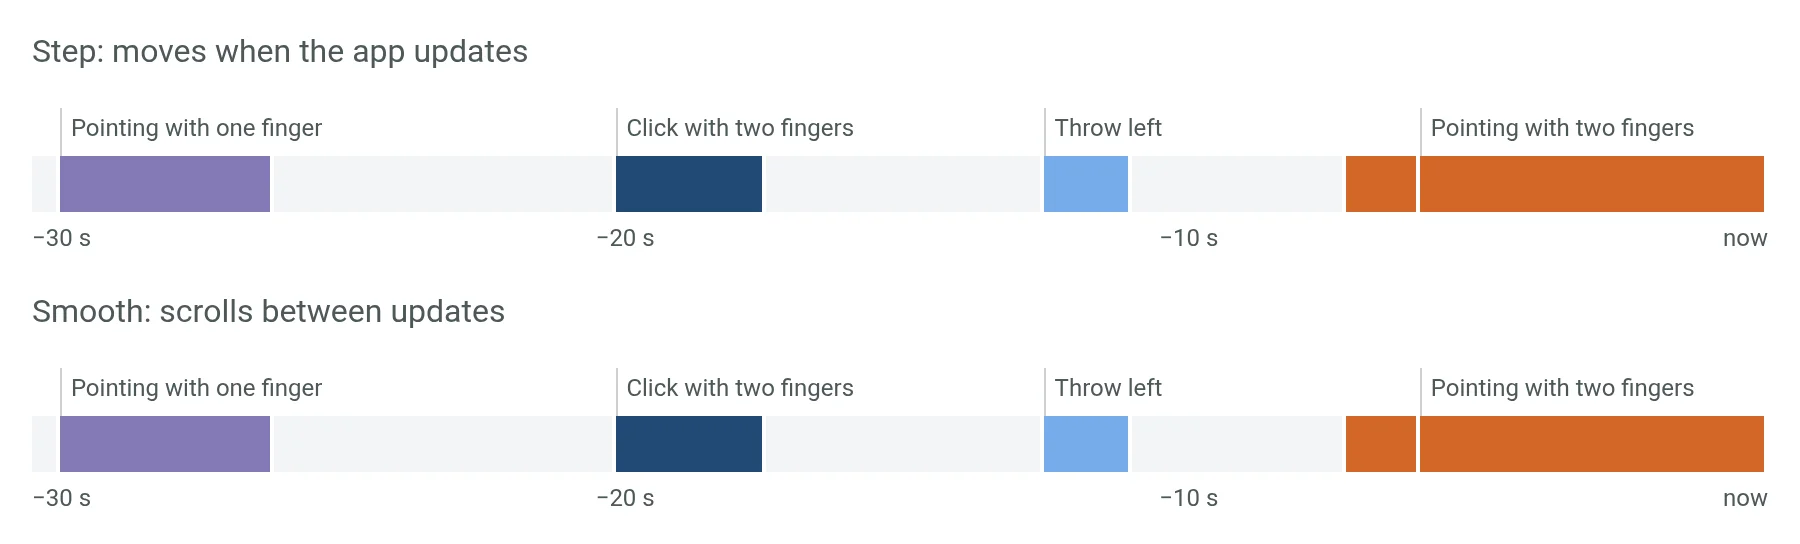 Step: moves when the app updates
Pointing with one finger Click with two fingers Throw left Pointing with two fingers
−30 s −20 s −10 s now
Smooth: scrolls between updates
Pointing with one finger Click with two fingers Throw left Pointing with two fingers
−30 s −20 s −10 s now